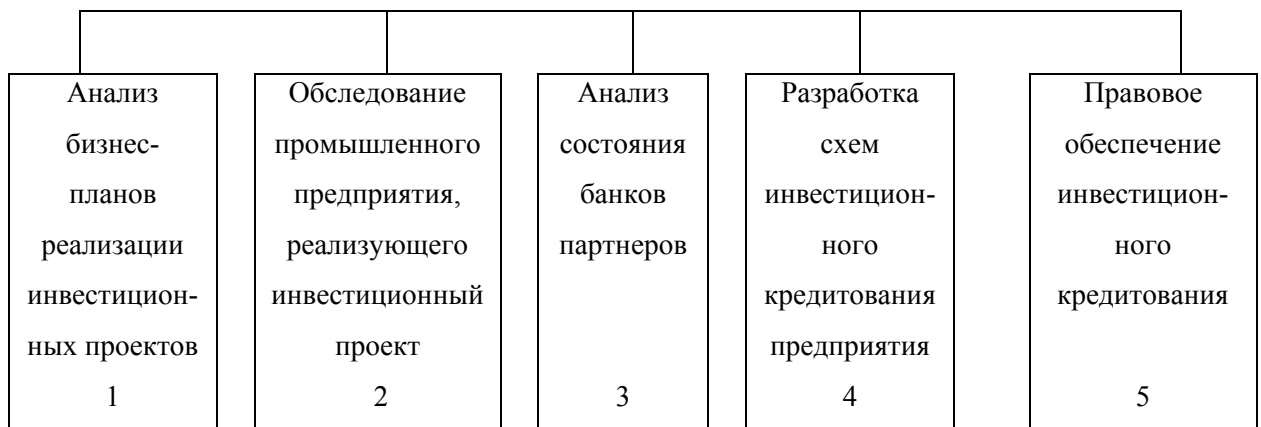 Анализ
бизнес-
планов
реализации
инвестицион-
ных проектов
1
Обследование
промышленного
предприятия,
реализующего
инвестиционный
проект
2
Анализ
состояния
банков
партнеров
3
Разработка
схем
инвестицион-
ного
кредитования
предприятия
4
Правовое
обеспечение
инвестицион-
ного
кредитования
5